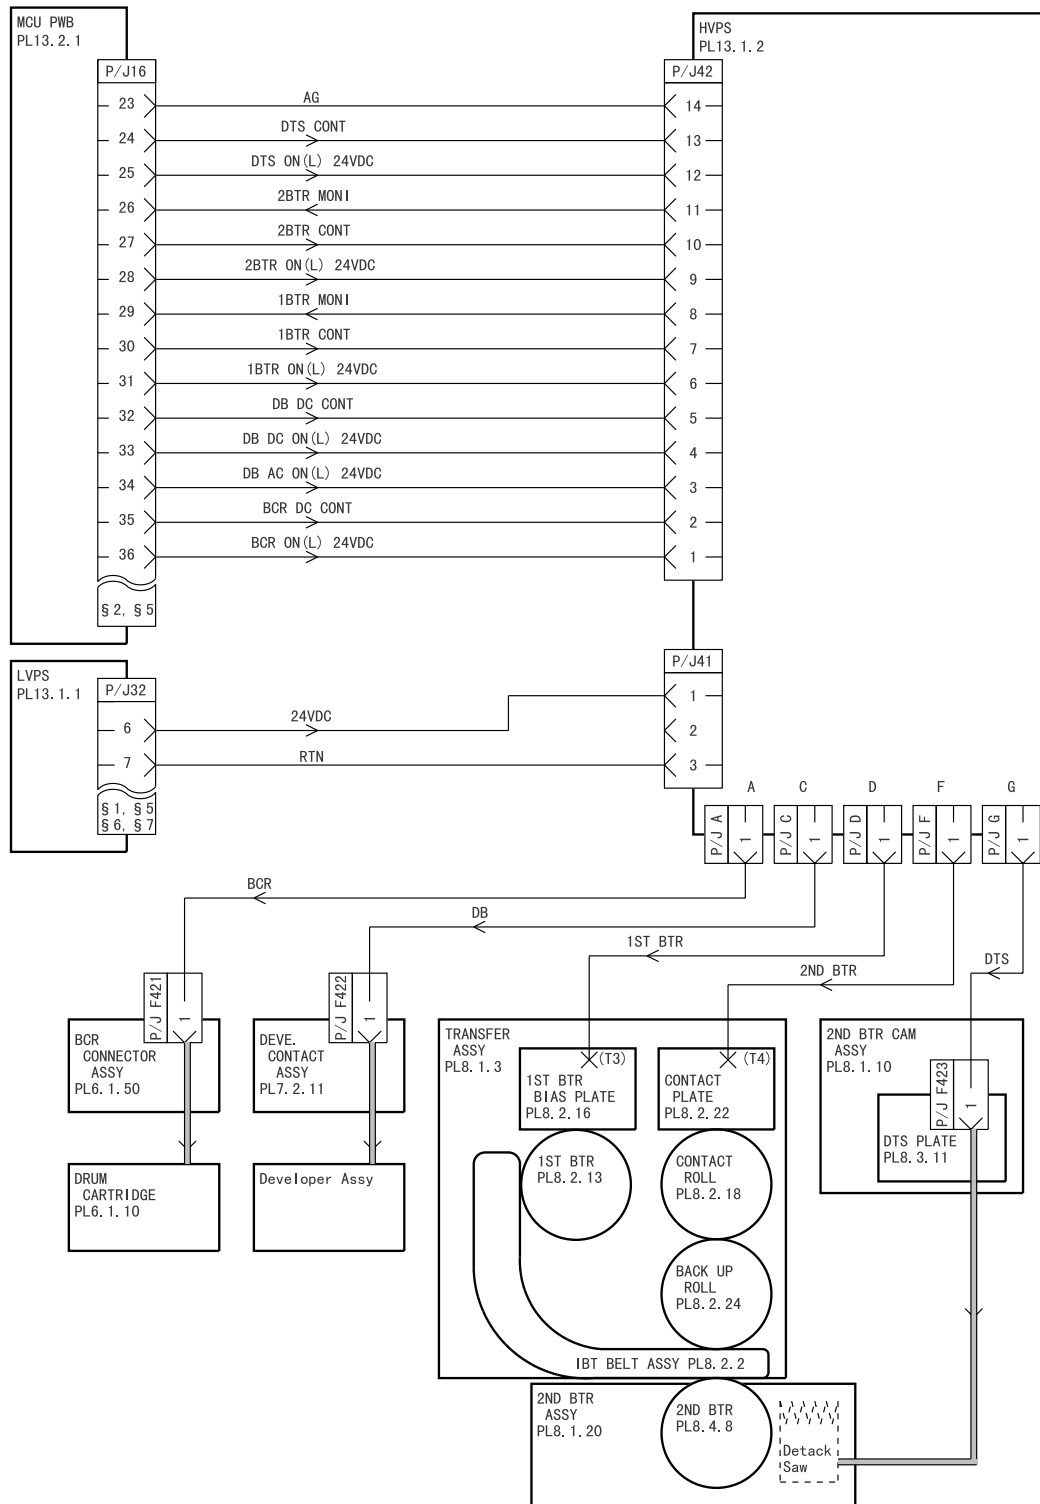 MCU PWB
PL13.2.1
HVPS
PL13.1.2
P/J16
P/J42
23
AG
14
24
DTS CONT
13
25
DTS ON(L) 24VDC
12
26
2BTR MONI
11
27
2BTR CONT
10
28
2BTR ON(L) 24VDC
9
29
1BTR MONI
8
30
1BTR CONT
7
31
1BTR ON(L) 24VDC
6
32
DB DC CONT
5
33
DB DC ON(L) 24VDC
4
34
DB AC ON(L) 24VDC
3
35
BCR DC CONT
2
36
BCR ON(L) 24VDC
1
§2, §5
LVPS
PL13.1.1
P/J32
P/J41
1
6
24VDC
2
7
RTN
3
§1, §5
§6, §7
A
C
D
F
G
P/J A
1
P/J C
1
P/J D
1
P/J F
1
P/J G
1
BCR
DB
1ST BTR
2ND BTR
DTS
P/J F421
1
P/J F422
1
BCR
CONNECTOR
ASSY
PL6.1.50
DEVE.
CONTACT
ASSY
PL7.2.11
TRANSFER
ASSY
PL8.1.3
(T3)
1ST BTR
BIAS PLATE
PL8.2.16
(T4)
CONTACT
PLATE
PL8.2.22
2ND BTR CAM
ASSY
PL8.1.10
P/J F423
1
DTS PLATE
PL8.3.11
DRUM
CARTRIDGE
PL6.1.10
Developer Assy
1ST BTR
PL8.2.13
CONTACT
ROLL
PL8.2.18
BACK UP
ROLL
PL8.2.24
IBT BELT ASSY PL8.2.2
2ND BTR
ASSY
PL8.1.20
2ND BTR
PL8.4.8
Detack
Saw